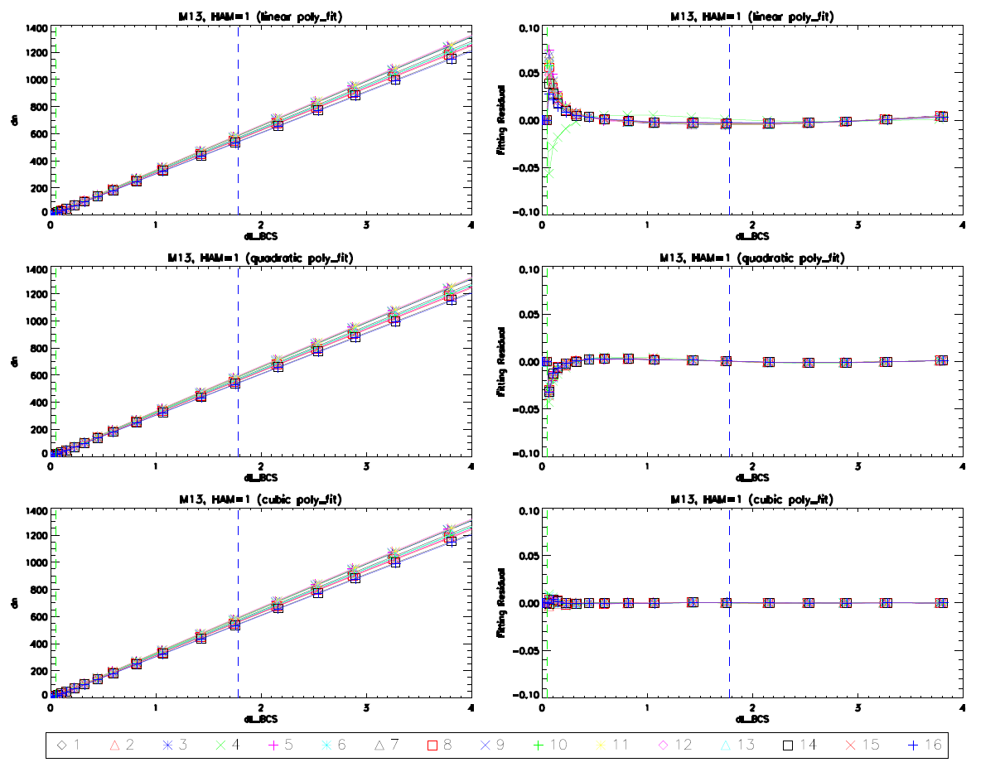 M13, HAM=1 (linear poly_fit)
M13, HAM=1 (linear poly_fit)
1400
1200
1000
800
600
400
200
0
dn
0 1 2 3 4
dL_BCS
0.10
0.05
0.00
−0.05
−0.10
Fitting Residual
0 1 2 3 4
dL_BCS
M13, HAM=1 (quadratic poly_fit)
M13, HAM=1 (quadratic poly_fit)
1400
1200
1000
800
600
400
200
0
dn
0 1 2 3 4
dL_BCS
0.10
0.05
0.00
−0.05
−0.10
Fitting Residual
0 1 2 3 4
dL_BCS
M13, HAM=1 (cubic poly_fit)
M13, HAM=1 (cubic poly_fit)
1400
1200
1000
800
600
400
200
0
dn
0 1 2 3 4
dL_BCS
0.10
0.05
0.00
−0.05
−0.10
Fitting Residual
0 1 2 3 4
dL_BCS
1 2 3 4 5 6 7 8 9 10 11 12 13 14 15 16